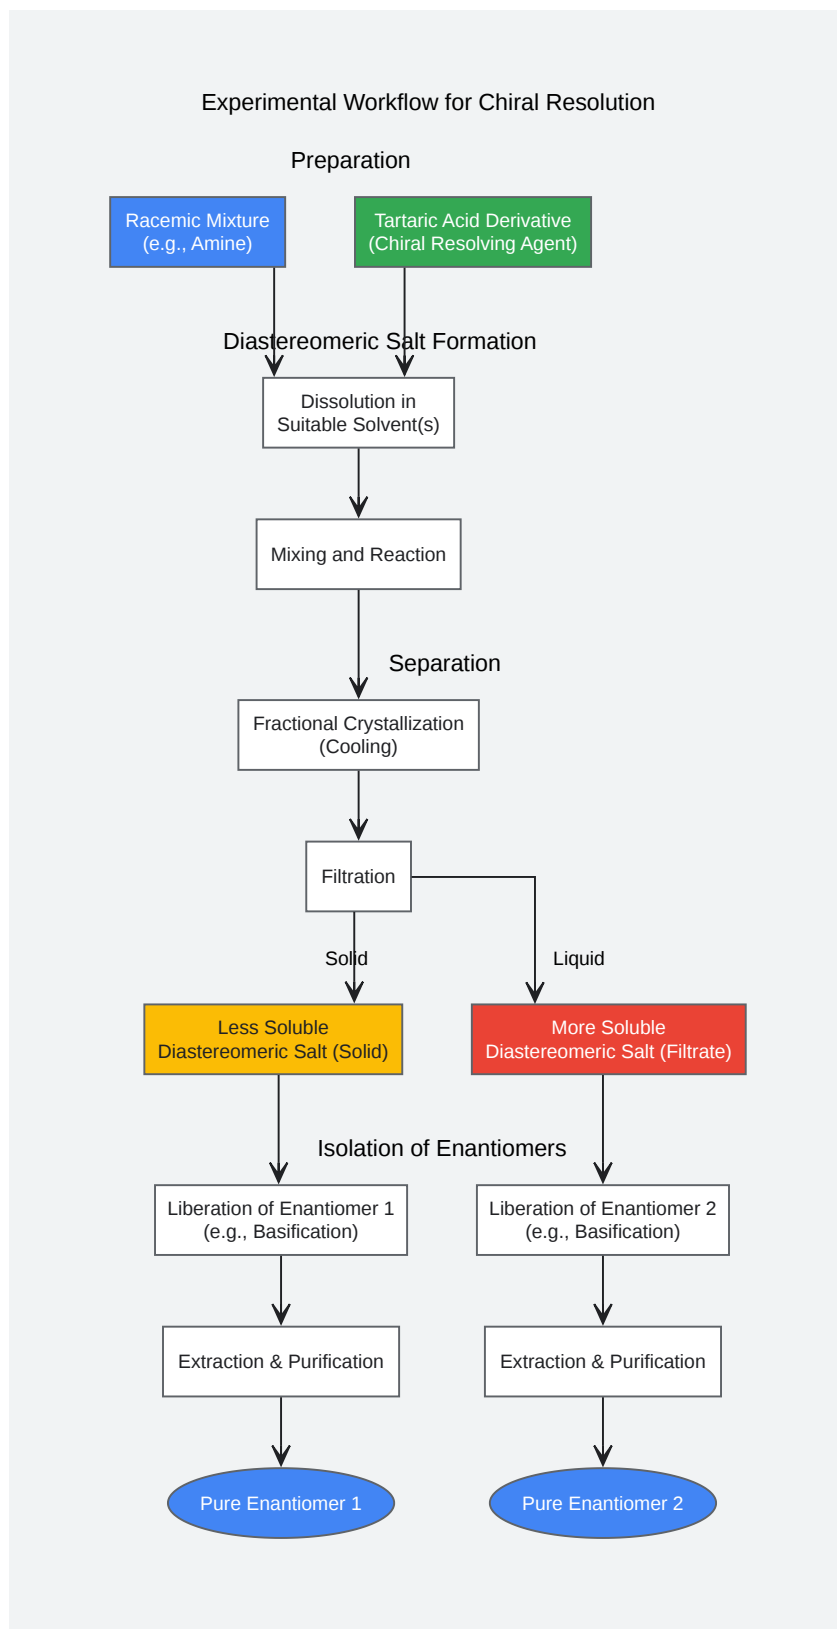 Experimental Workflow for Chiral Resolution
Preparation
Racemic Mixture
(e.g., Amine)
Tartaric Acid Derivative
(Chiral Resolving Agent)
Diastereomeric Salt Formation
Dissolution in
Suitable Solvent(s)
Mixing and Reaction
Separation
Fractional Crystallization
(Cooling)
Filtration
Solid
Liquid
Less Soluble
Diastereomeric Salt (Solid)
More Soluble
Diastereomeric Salt (Filtrate)
Isolation of Enantiomers
Liberation of Enantiomer 1
(e.g., Basification)
Liberation of Enantiomer 2
(e.g., Basification)
Extraction & Purification
Extraction & Purification
Pure Enantiomer 1
Pure Enantiomer 2